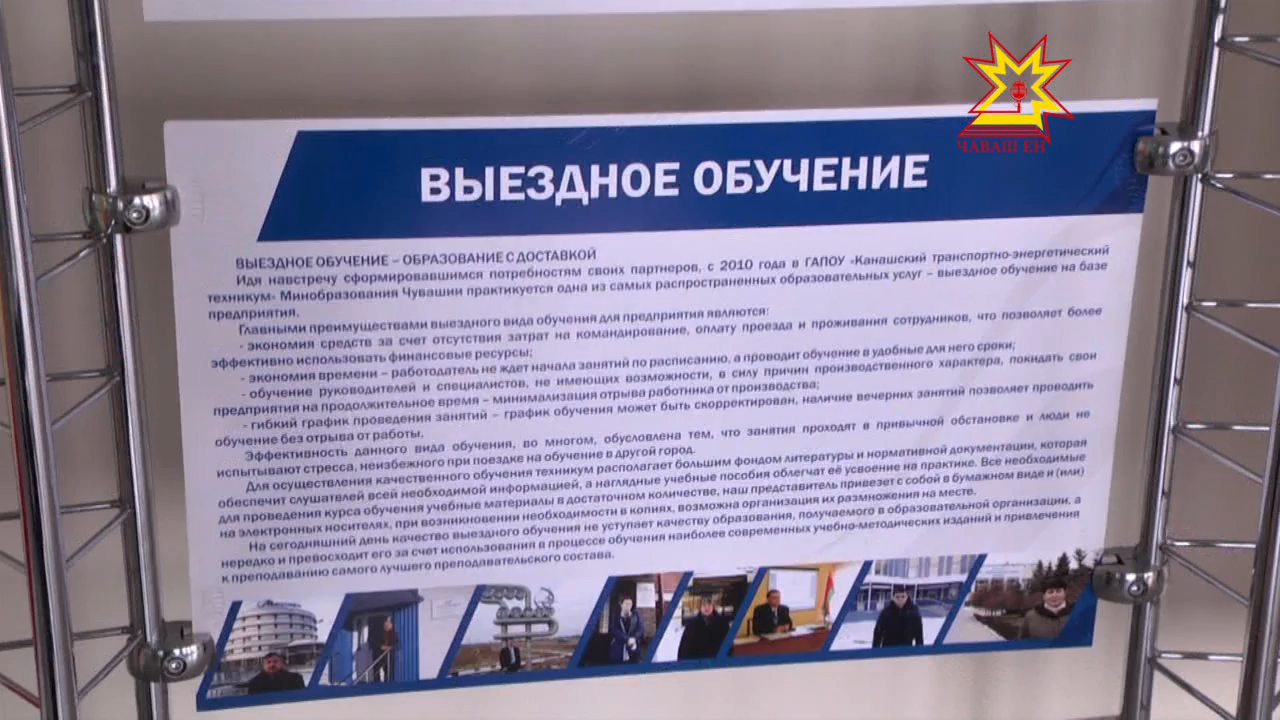 ЧАВАШ ЕН
ВЫЕЗДНОЕ ОБУЧЕНИЕ
ВЫЕЗДНОЕ ОБУЧЕНИЕ – ОБРАЗОВАНИЕ С ДОСТАВКОЙ
Идя навстречу сформировавшимся потребностям своих партнеров, с 2010 года в ГАПОУ «Канашский транспортно-энергетический
техникум» Минобразования Чувашии практикуется одна из самых распространенных образовательных услуг – выездное обучение на базе
предприятия.
Главными преимуществами выездного вида обучения для предприятия являются:
- экономия средств за счет отсутствия затрат на командирование, оплату проезда и проживания сотрудников, что позволяет более
эффективно использовать финансовые ресурсы;
- экономия времени – работодатель не ждет начала занятий по расписанию, а проводит обучение в удобные для него сроки;
- обучение руководителей и специалистов, не имеющих возможности, в силу причин производственного характера, покидать свои
предприятия на продолжительное время – минимализация отрыва работника от производства;
- гибкий график проведения занятий – график обучения может быть скорректирован, наличие вечерних занятий позволяет проводить
обучение без отрыва от работы.
Эффективность данного вида обучения, во многом, обусловлена тем, что занятия проходят в привычной обстановке и люди не
испытывают стресса, неизбежного при поездке на обучение в другой город.
Для осуществления качественного обучения техникум располагает большим фондом литературы и нормативной документации, которая
обеспечит слушателей всей необходимой информацией, а наглядные учебные пособия облегчат её усвоение на практике. Все необходимые
для проведения курса обучения учебные материалы в достаточном количестве, наш представитель привезет с собой в бумажном виде и (или)
на электронных носителях, при возникновении необходимости в копиях, возможна организация их размножения на месте.
На сегодняшний день качество выездного обучения не уступает качеству образования, получаемого в образовательной организации, а
нередко и превосходит его за счет использования в процессе обучения наиболее современных учебно-методических изданий и привлечения
к преподаванию самого лучшего преподавательского состава.